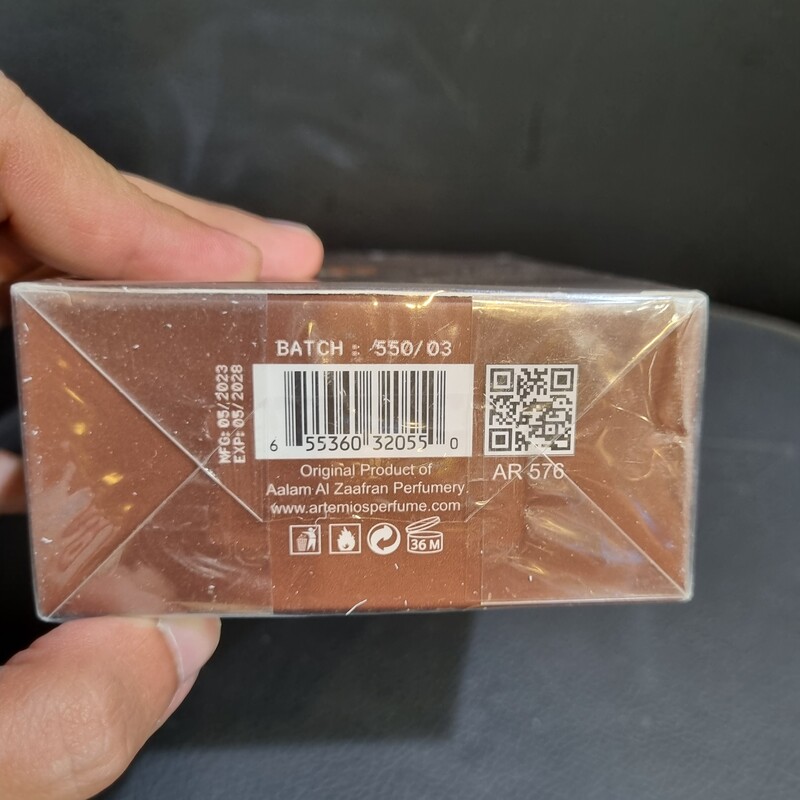 BATCH : 550/03
MFG: 05/2023
EXP: 05/2028
6 55360 32055 0
AR 576
Original Product of
Aalam Al Zaafran Perfumery
www.artemiosperfume.com
36 M